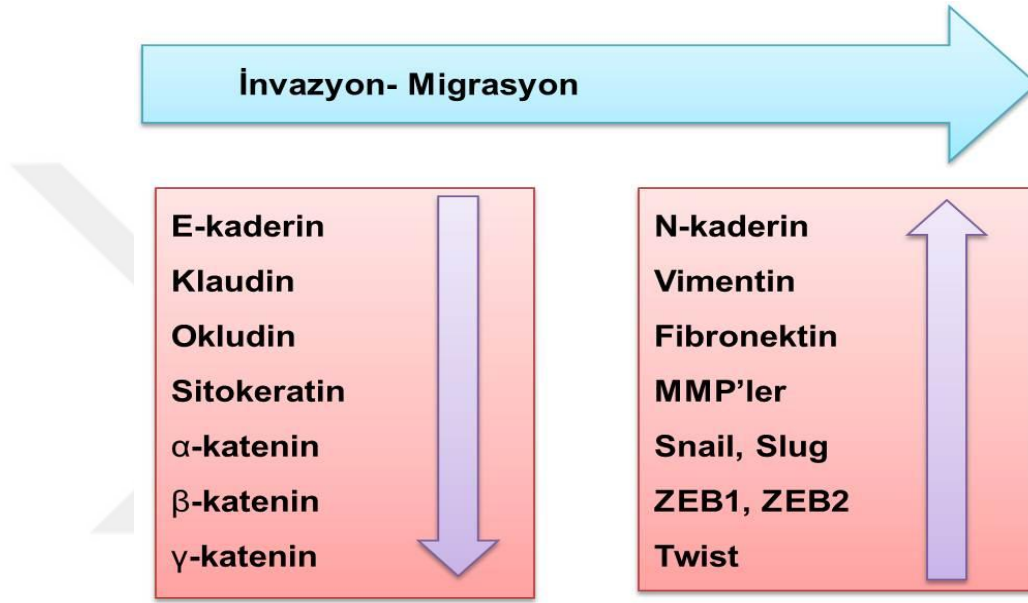 İnvazyon- Migrasyon
E-kaderin
Klaudin
Okludin
Sitokeratin
α-katenin
β-katenin
γ-katenin
N-kaderin
Vimentin
Fibronektin
MMP’ler
Snail, Slug
ZEB1, ZEB2
Twist